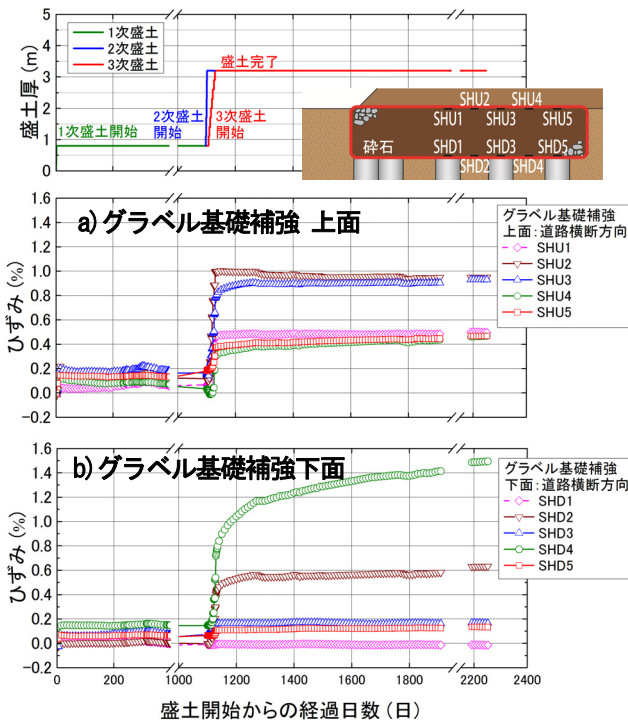 1次盛土
2次盛土
3次盛土
盛土完了
盛土厚 (m)
5
4
3
2
1
0
1次盛土開始
2次盛土
開始
3次盛土
開始
SHU2 SHU4
SHU1 SHU3 SHU5
砕石 SHD1 SHD3 SHD5
SHD2 SHD4
a)グラベル基礎補強 上面
ひずみ (%)
1.6
1.4
1.2
1.0
0.8
0.6
0.4
0.2
0.0
-0.2
グラベル基礎補強
上面:道路横断方向
SHU1
SHU2
SHU3
SHU4
SHU5
b)グラベル基礎補強下面
ひずみ (%)
1.6
1.4
1.2
1.0
0.8
0.6
0.4
0.2
0.0
-0.2
グラベル基礎補強
下面:道路横断方向
SHD1
SHD2
SHD3
SHD4
SHD5
0 200 1000 1200 1400 1600 1800 2200 2400
盛土開始からの経過日数 (日)